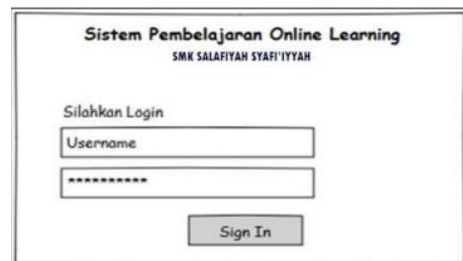 Sistem Pembelajaran Online Learning
SMK SALAFIYAH SYAFI'IYYAH
Silahkan Login
Username
**********
Sign In